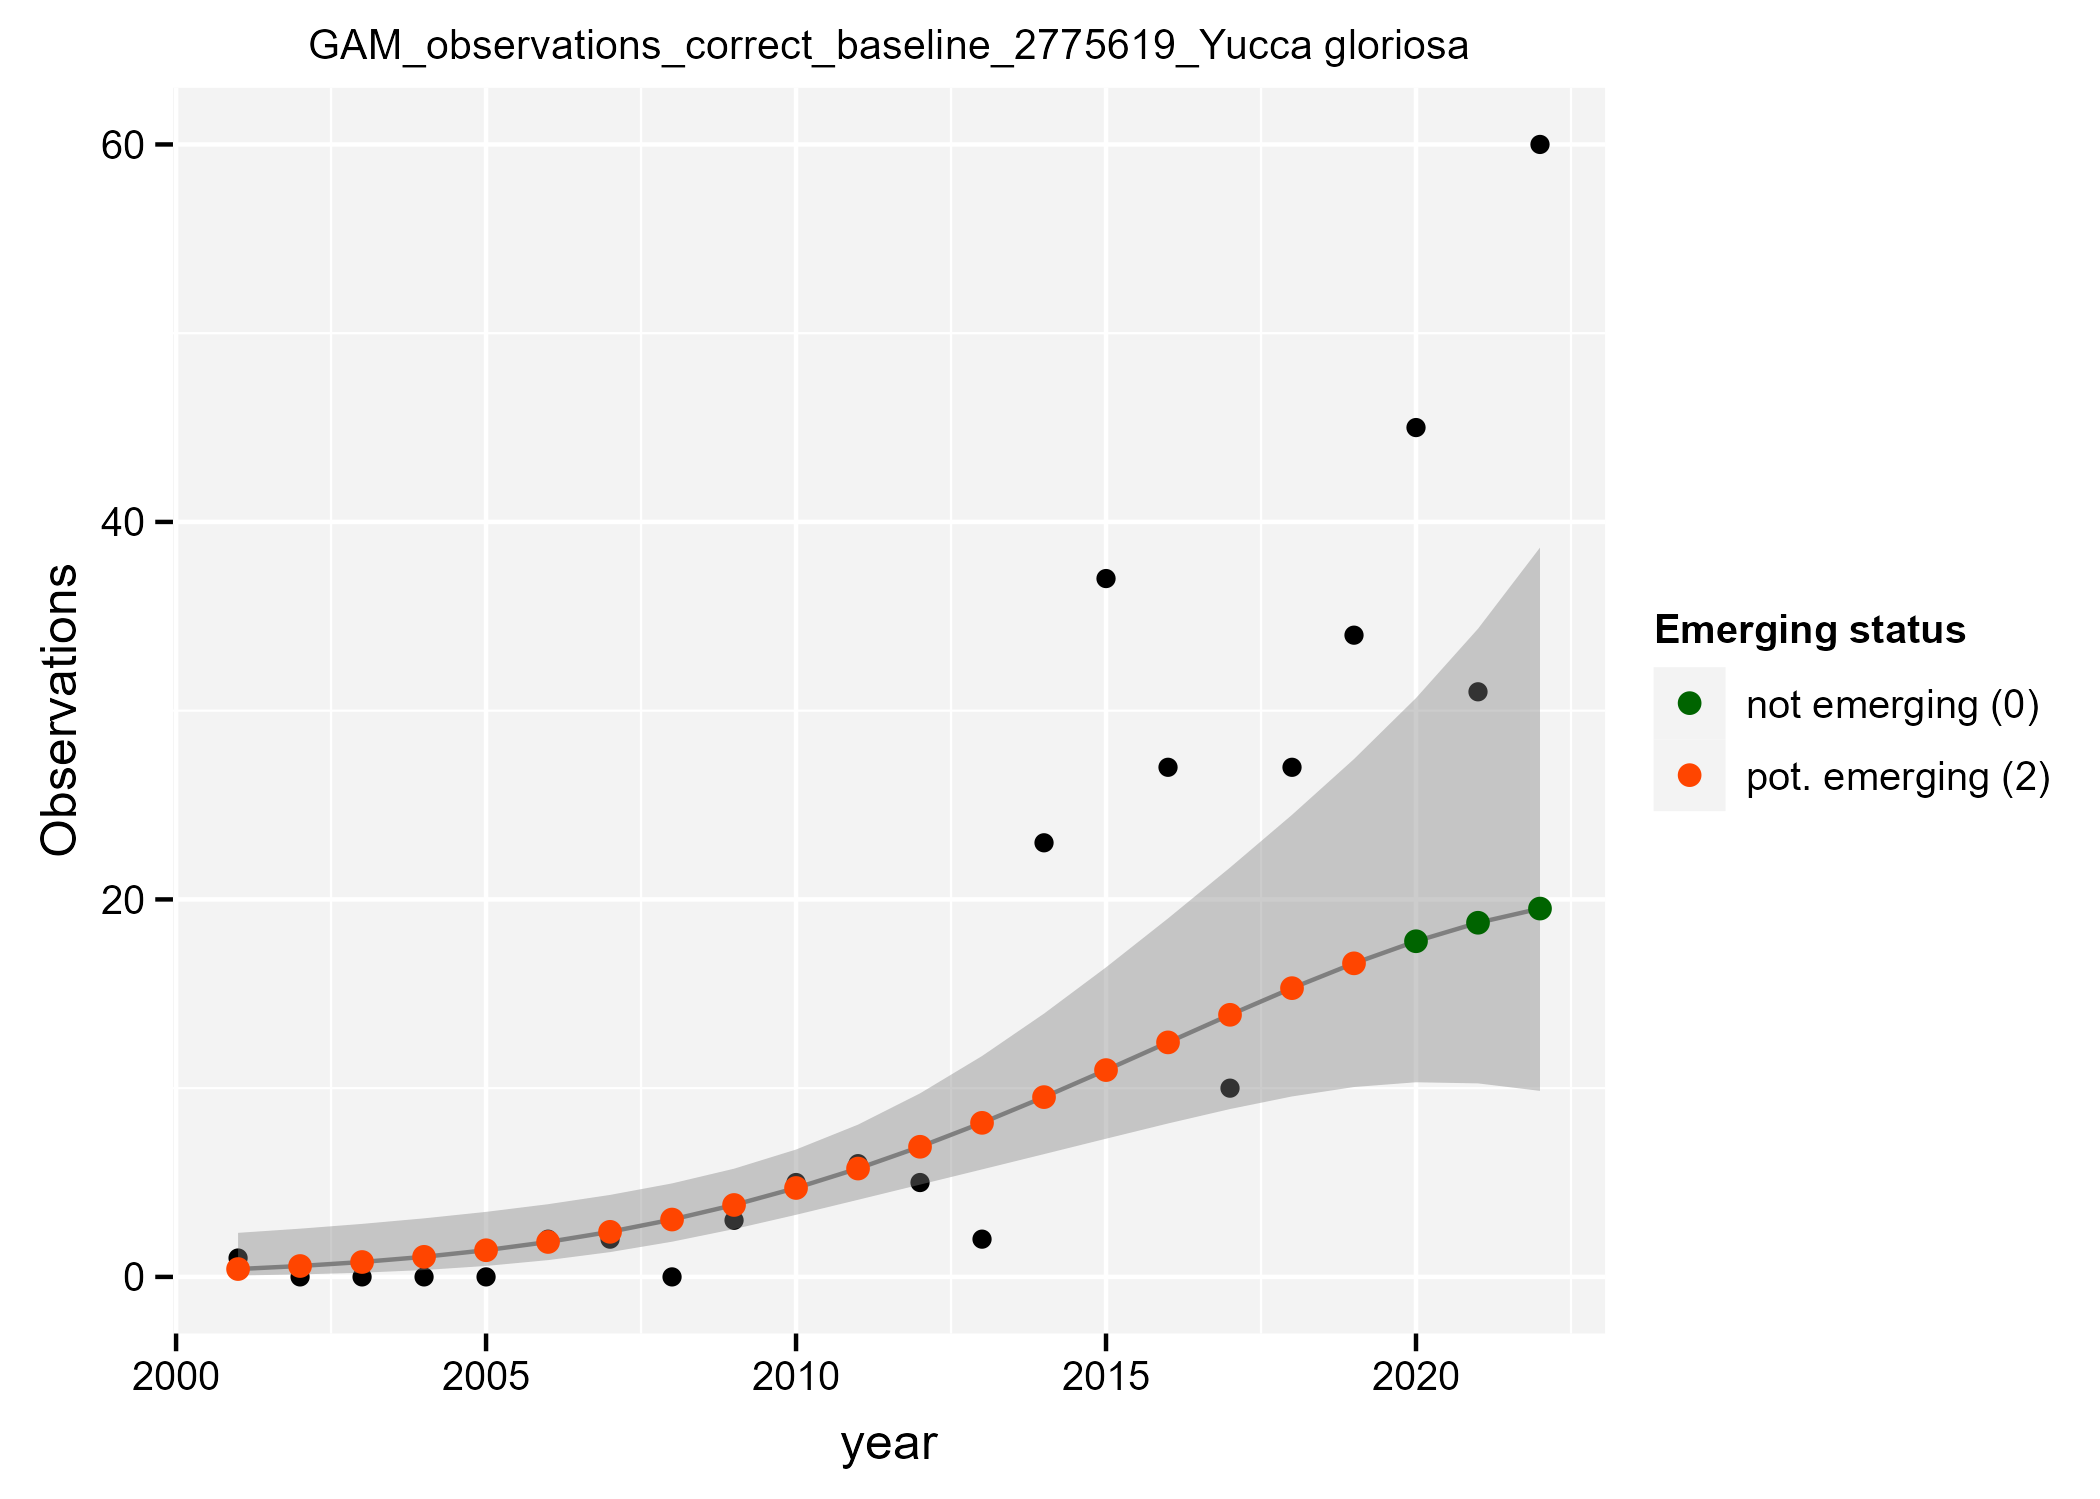 GAM_observations_correct_baseline_2775619_Yucca gloriosa
60
40
20
0
Observations
2000
2005
2010
2015
2020
year
Emerging status
not emerging (0)
pot. emerging (2)